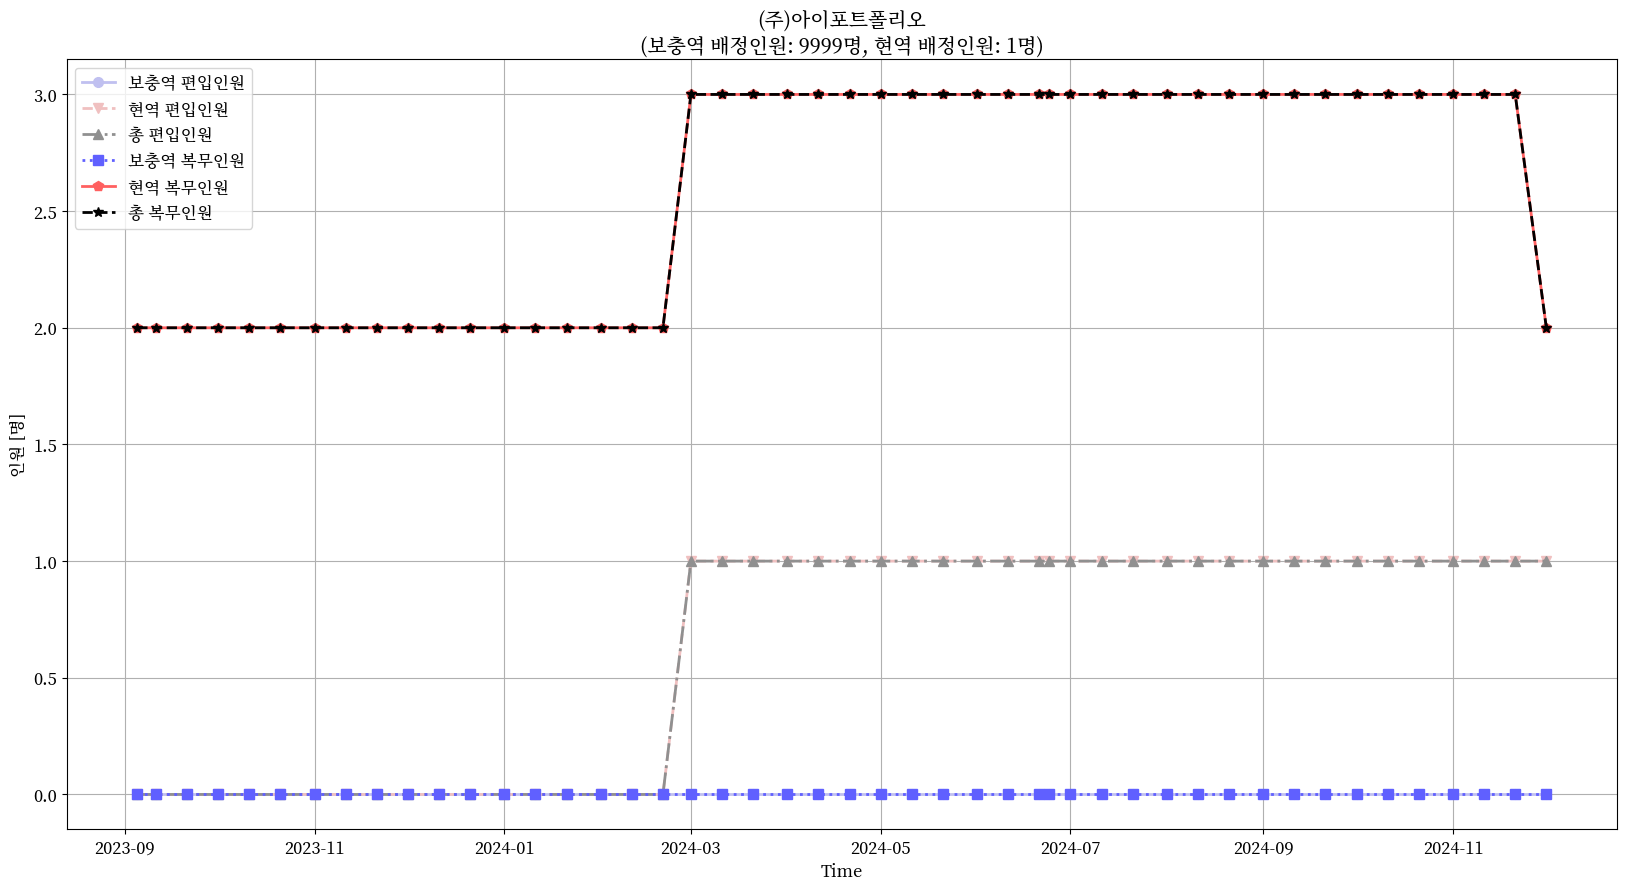 (주)아이포트폴리오
(보충역 배정인원: 9999명, 현역 배정인원: 1명)
보충역 편입인원
현역 편입인원
총 편입인원
보충역 복무인원
현역 복무인원
총 복무인원
인원 [명]
3.0
2.5
2.0
1.5
1.0
0.5
0.0
2023-09
2023-11
2024-01
2024-03
2024-05
2024-07
2024-09
2024-11
Time